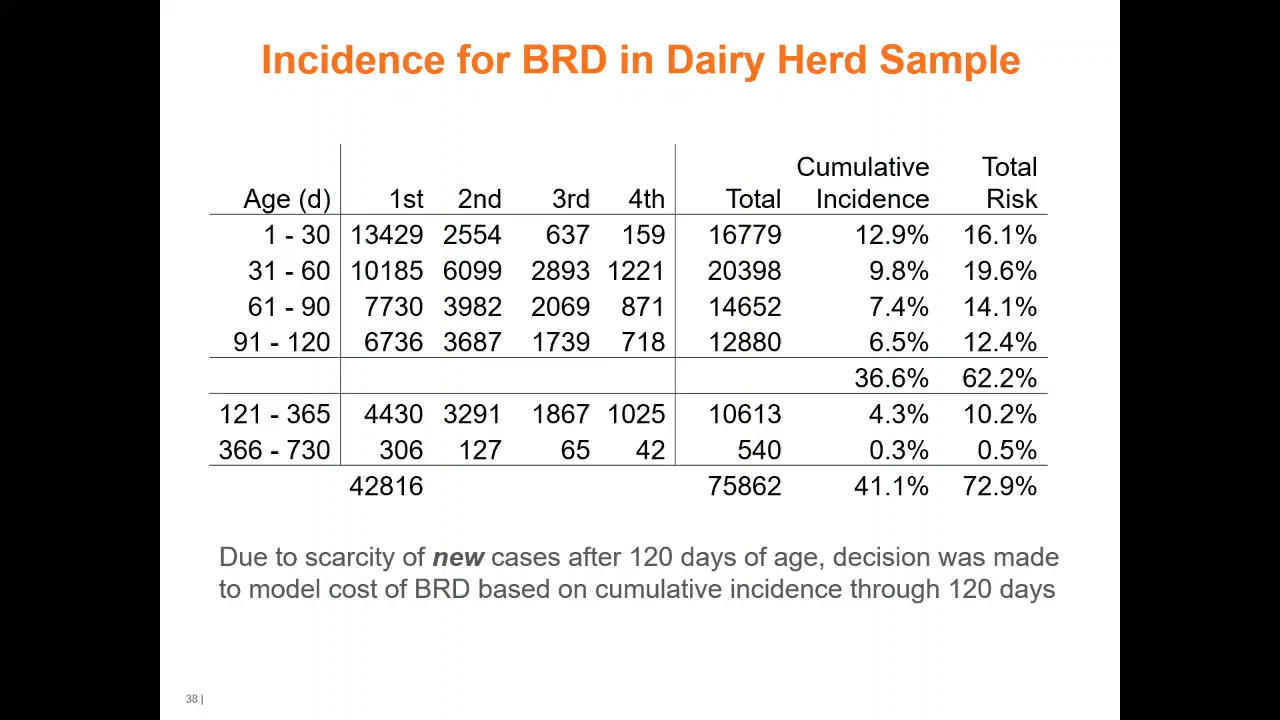 Incidence for BRD in Dairy Herd Sample
Cumulative Total
Age (d) 1st 2nd 3rd 4th Total Incidence Risk
1 - 30 13429 2554 637 159 16779 12.9% 16.1%
31 - 60 10185 6099 2893 1221 20398 9.8% 19.6%
61 - 90 7730 3982 2069 871 14652 7.4% 14.1%
91 - 120 6736 3687 1739 718 12880 6.5% 12.4%
36.6% 62.2%
121 - 365 4430 3291 1867 1025 10613 4.3% 10.2%
366 - 730 306 127 65 42 540 0.3% 0.5%
42816 75862 41.1% 72.9%
Due to scarcity of new cases after 120 days of age, decision was made
to model cost of BRD based on cumulative incidence through 120 days
38 |